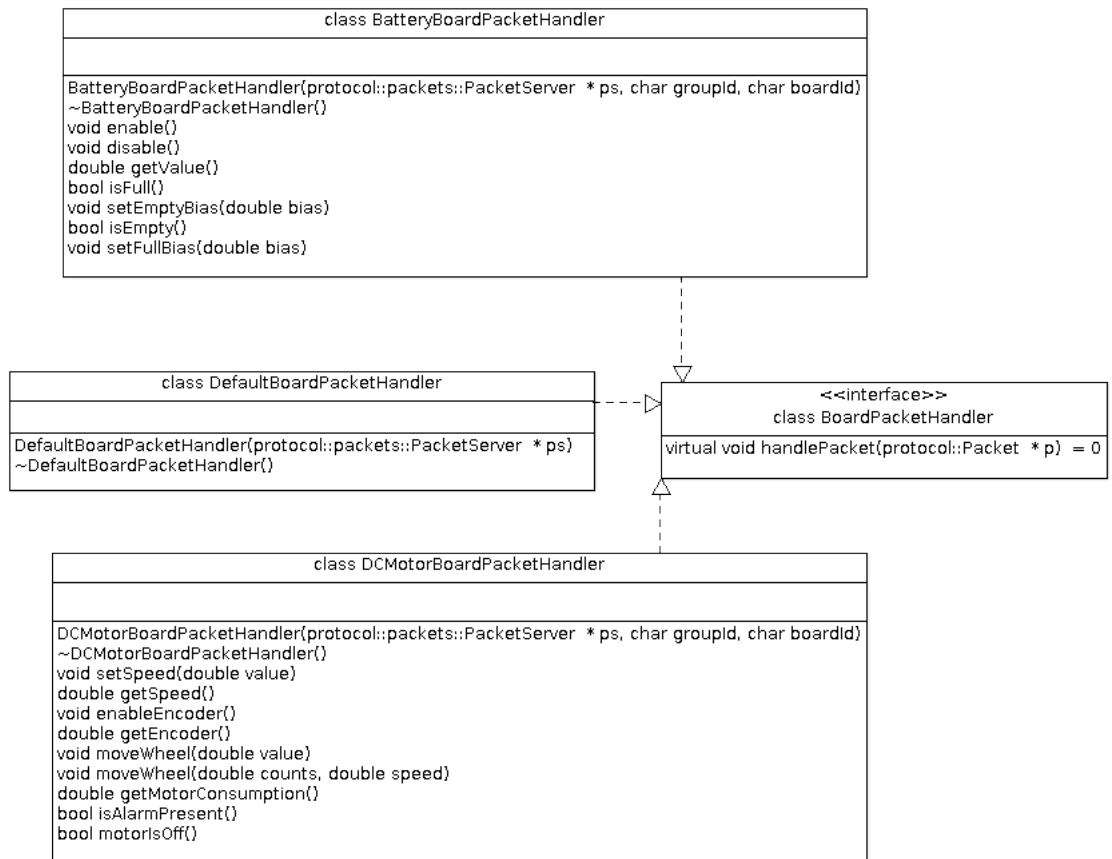 class BatteryBoardPacketHandler
BatteryBoardPacketHandler(protocol::packets::PacketServer * ps, char groupId, char boardId)
~BatteryBoardPacketHandler()
void enable()
void disable()
double getValue()
bool isFull()
void setEmptyBias(double bias)
bool isEmpty()
void setFullBias(double bias)
class DefaultBoardPacketHandler
DefaultBoardPacketHandler(protocol::packets::PacketServer * ps)
~DefaultBoardPacketHandler()
<<interface>>
class BoardPacketHandler
virtual void handlePacket(protocol::Packet * p) = 0
class DCMotorBoardPacketHandler
DCMotorBoardPacketHandler(protocol::packets::PacketServer * ps, char groupId, char boardId)
~DCMotorBoardPacketHandler()
void setSpeed(double value)
double getSpeed()
void enableEncoder()
double getEncoder()
void moveWheel(double value)
void moveWheel(double counts, double speed)
double getMotorConsumption()
bool isAlarmPresent()
bool motorIsOff()